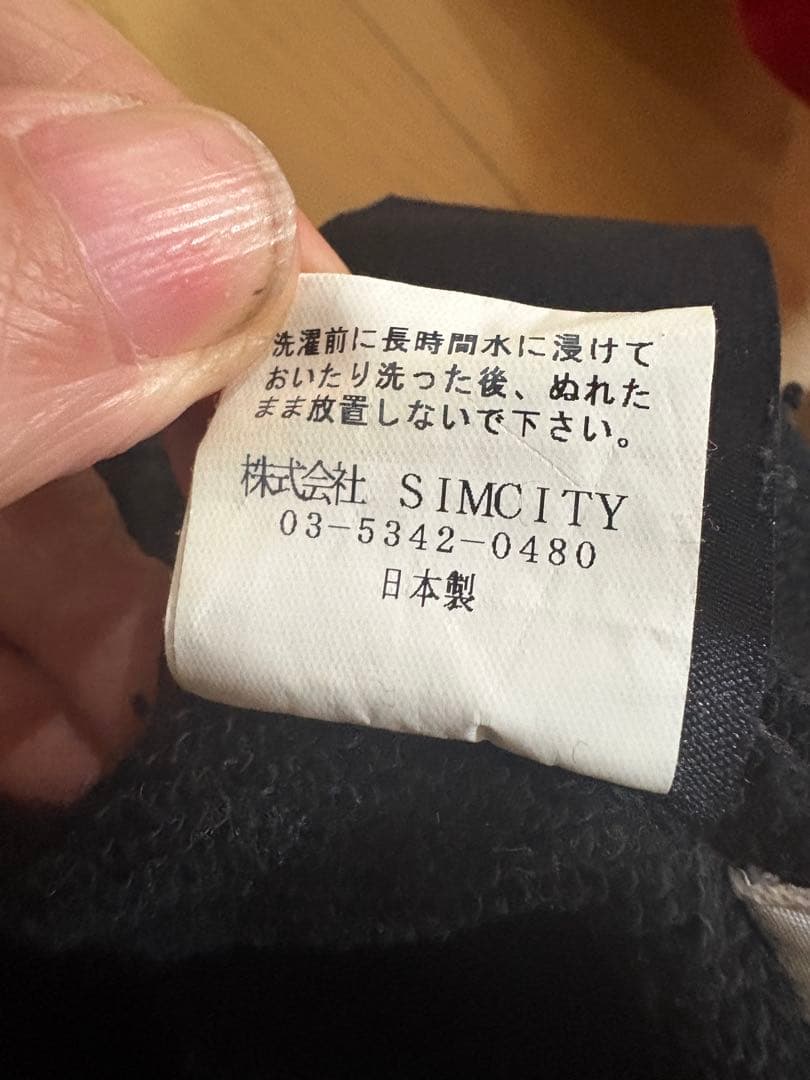 洗濯前に長時間水に浸けて
おいたり洗った後、ぬれた
まま放置しないで下さい。
株式会社 SIMCITY
03-5342-0480
日本製